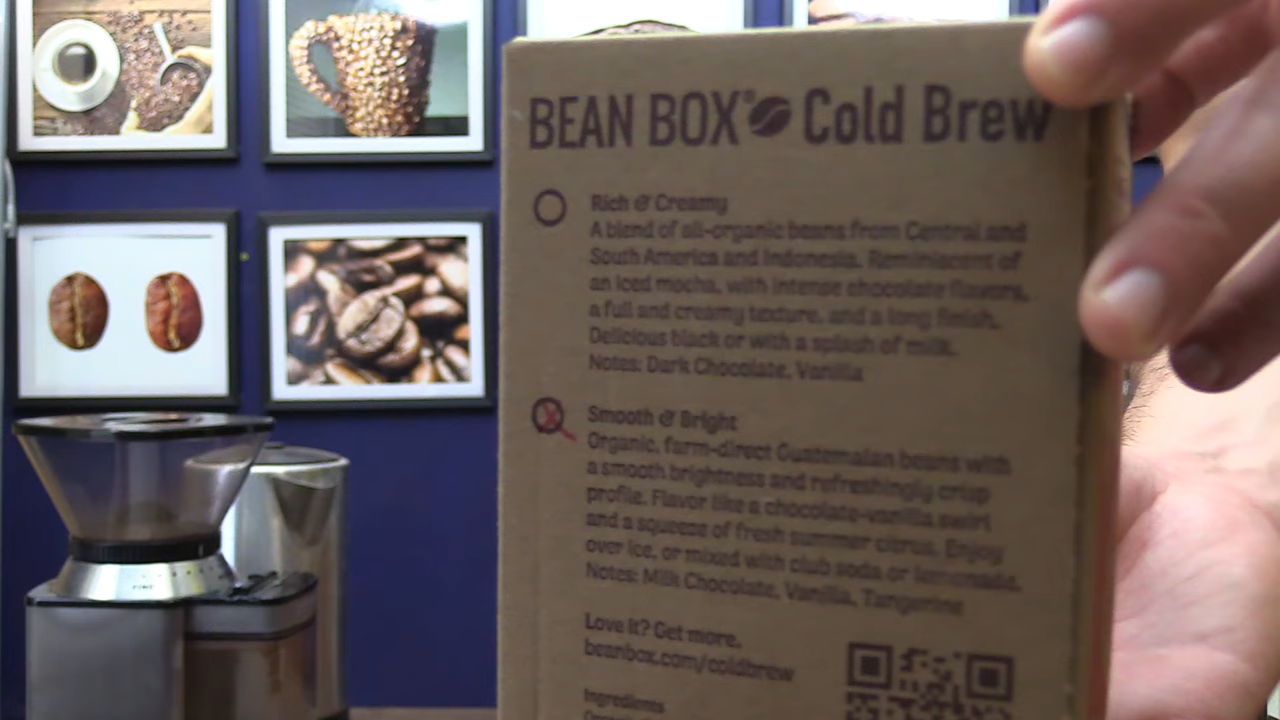 BEAN BOX® Cold Brew
Rich & Creamy
A blend of all-organic beans from Central and
South America and Indonesia. Reminiscent of
an iced mocha, with intense chocolate flavors,
a full and creamy texture, and a long finish.
Delicious black or with a splash of milk.
Notes: Dark Chocolate, Vanilla
Smooth & Bright
Organic, farm-direct Guatemalan beans with
a smooth brightness and refreshingly crisp
profile. Flavor like a chocolate-vanilla swirl
and a squeeze of fresh summer citrus. Enjoy
over ice, or mixed with club soda or lemonade.
Notes: Milk Chocolate, Vanilla, Tangerine
Love it? Get more.
beanbox.com/coldbrew
Ingredients
FINE